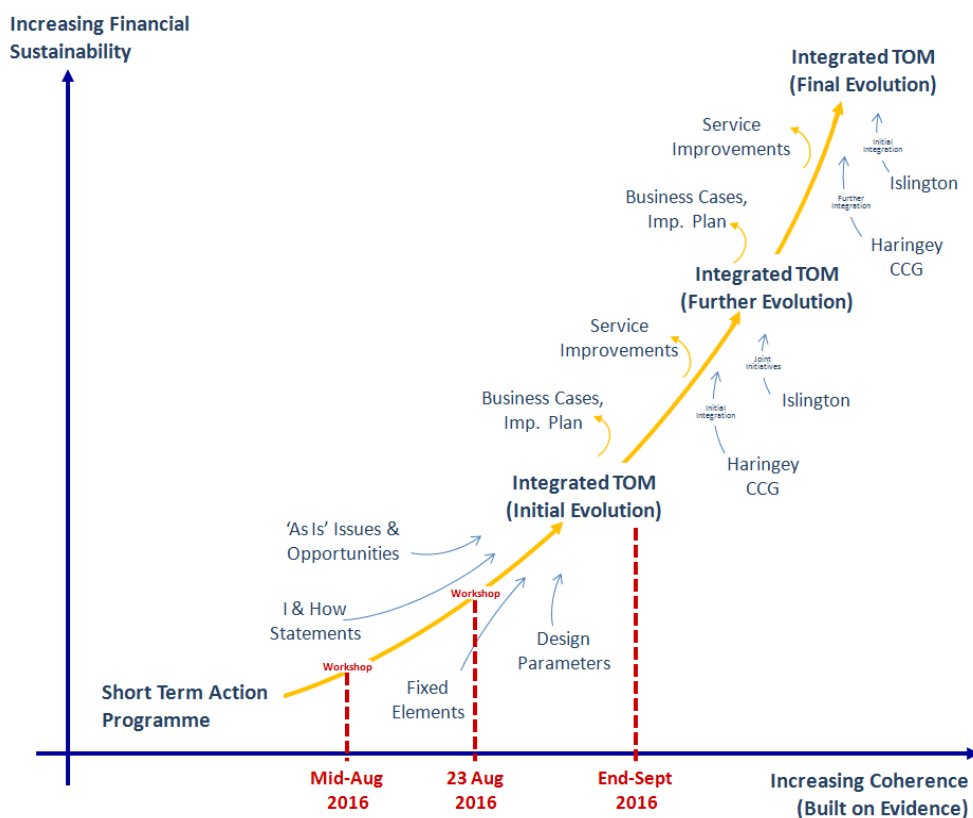 Increasing Financial
Sustainability
Integrated TOM
(Final Evolution)
Service
Improvements
Initial
Integration
Islington
Business Cases,
Imp. Plan
Further
Integration
Haringey
CCG
Integrated TOM
(Further Evolution)
Service
Improvements
Joint
Initiatives
Islington
Business Cases,
Imp. Plan
Initial
Integration
Haringey
CCG
Integrated TOM
(Initial Evolution)
'As Is' Issues &
Opportunities
Workshop
I & How
Statements
Design
Parameters
Workshop
Fixed
Elements
Short Term Action
Programme
Mid-Aug
2016
23 Aug
2016
End-Sept
2016
Increasing Coherence
(Built on Evidence)